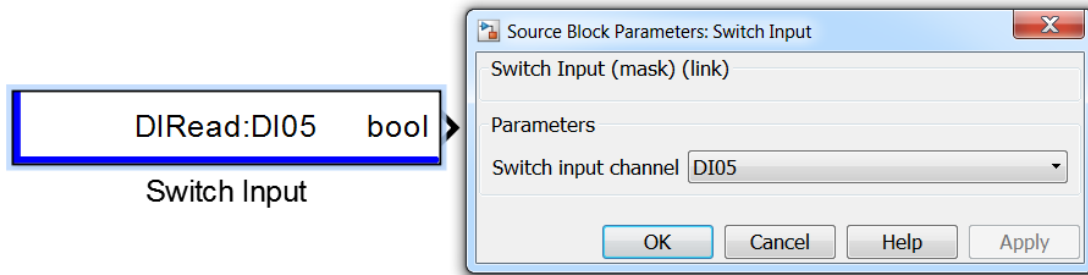 DIRead:DI05 bool
Switch Input
Source Block Parameters: Switch Input
Switch Input (mask) (link)
Parameters
Switch input channel DI05
OK Cancel Help Apply